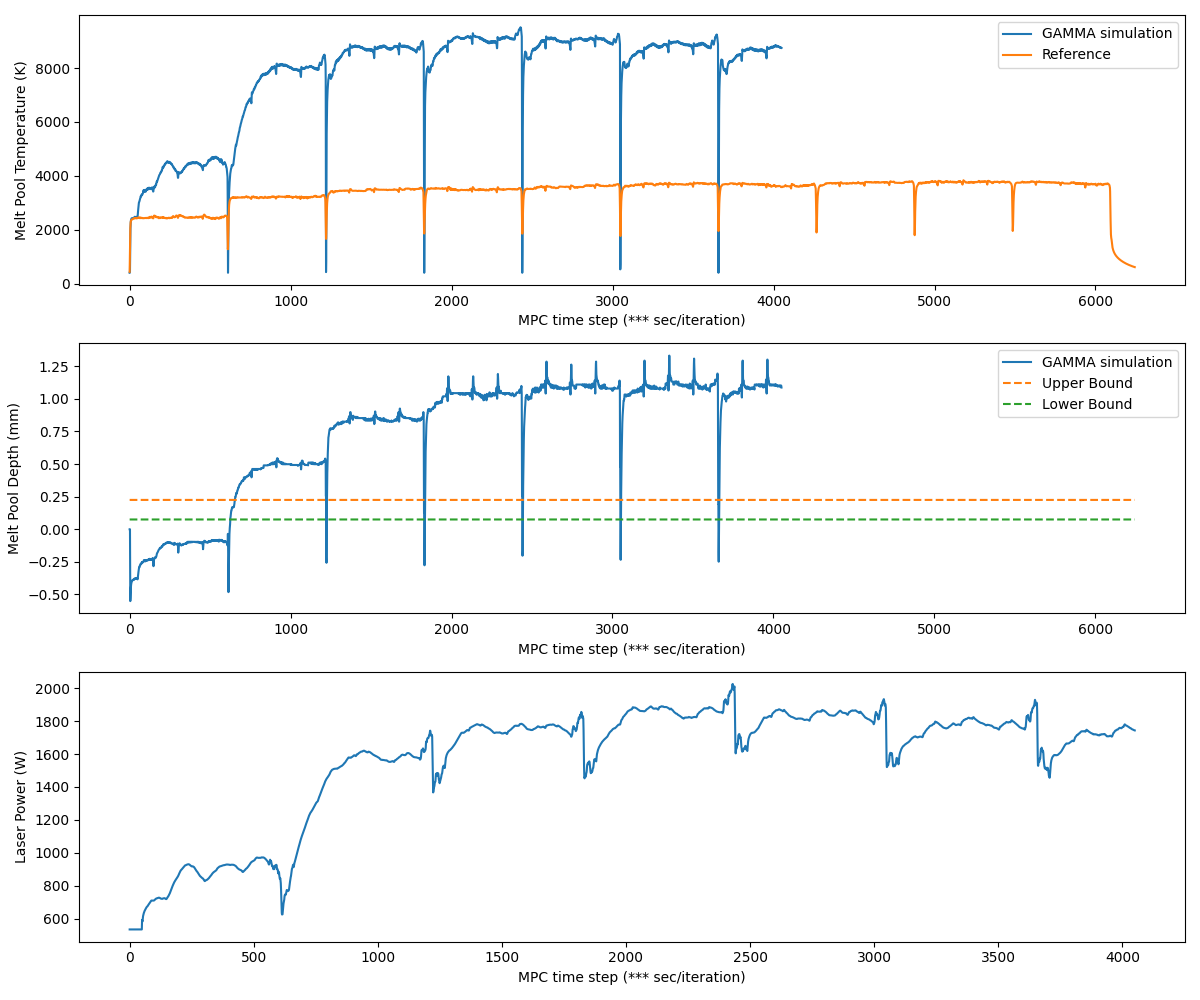 Melt Pool Temperature (K)
8000
6000
4000
2000
0
GAMMA simulation
Reference
0 1000 2000 3000 4000 5000 6000
MPC time step (*** sec/iteration)
Melt Pool Depth (mm)
1.25
1.00
0.75
0.50
0.25
0.00
−0.25
−0.50
GAMMA simulation
Upper Bound
Lower Bound
0 1000 2000 3000 4000 5000 6000
MPC time step (*** sec/iteration)
Laser Power (W)
2000
1800
1600
1400
1200
1000
800
600
0 500 1000 1500 2000 2500 3000 3500 4000
MPC time step (*** sec/iteration)